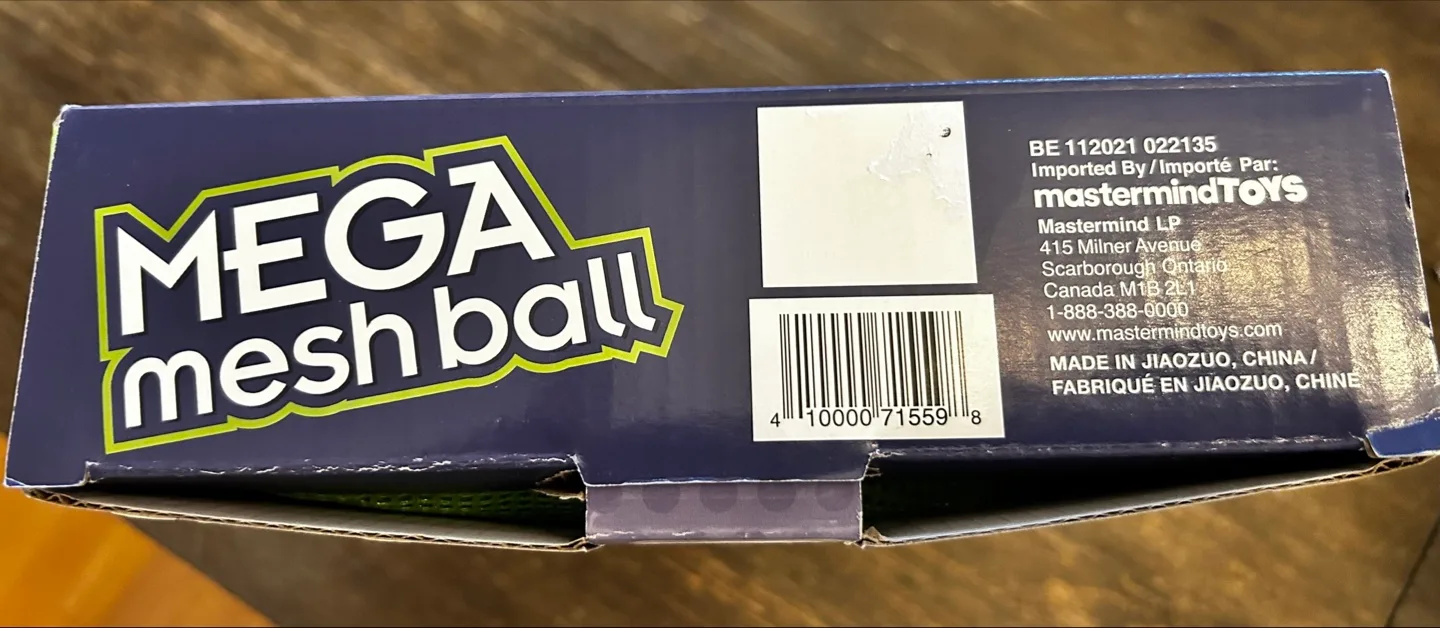 MEGA
mesh ball
4 10000 71559 8
BE 112021 022135
Imported By / Importé Par:
mastermindTOYS
Mastermind LP
415 Milner Avenue
Scarborough Ontario
Canada M1B 2L1
1-888-388-0000
www.mastermindtoys.com
MADE IN JIAOZUO, CHINA /
FABRIQUÉ EN JIAOZUO, CHINE